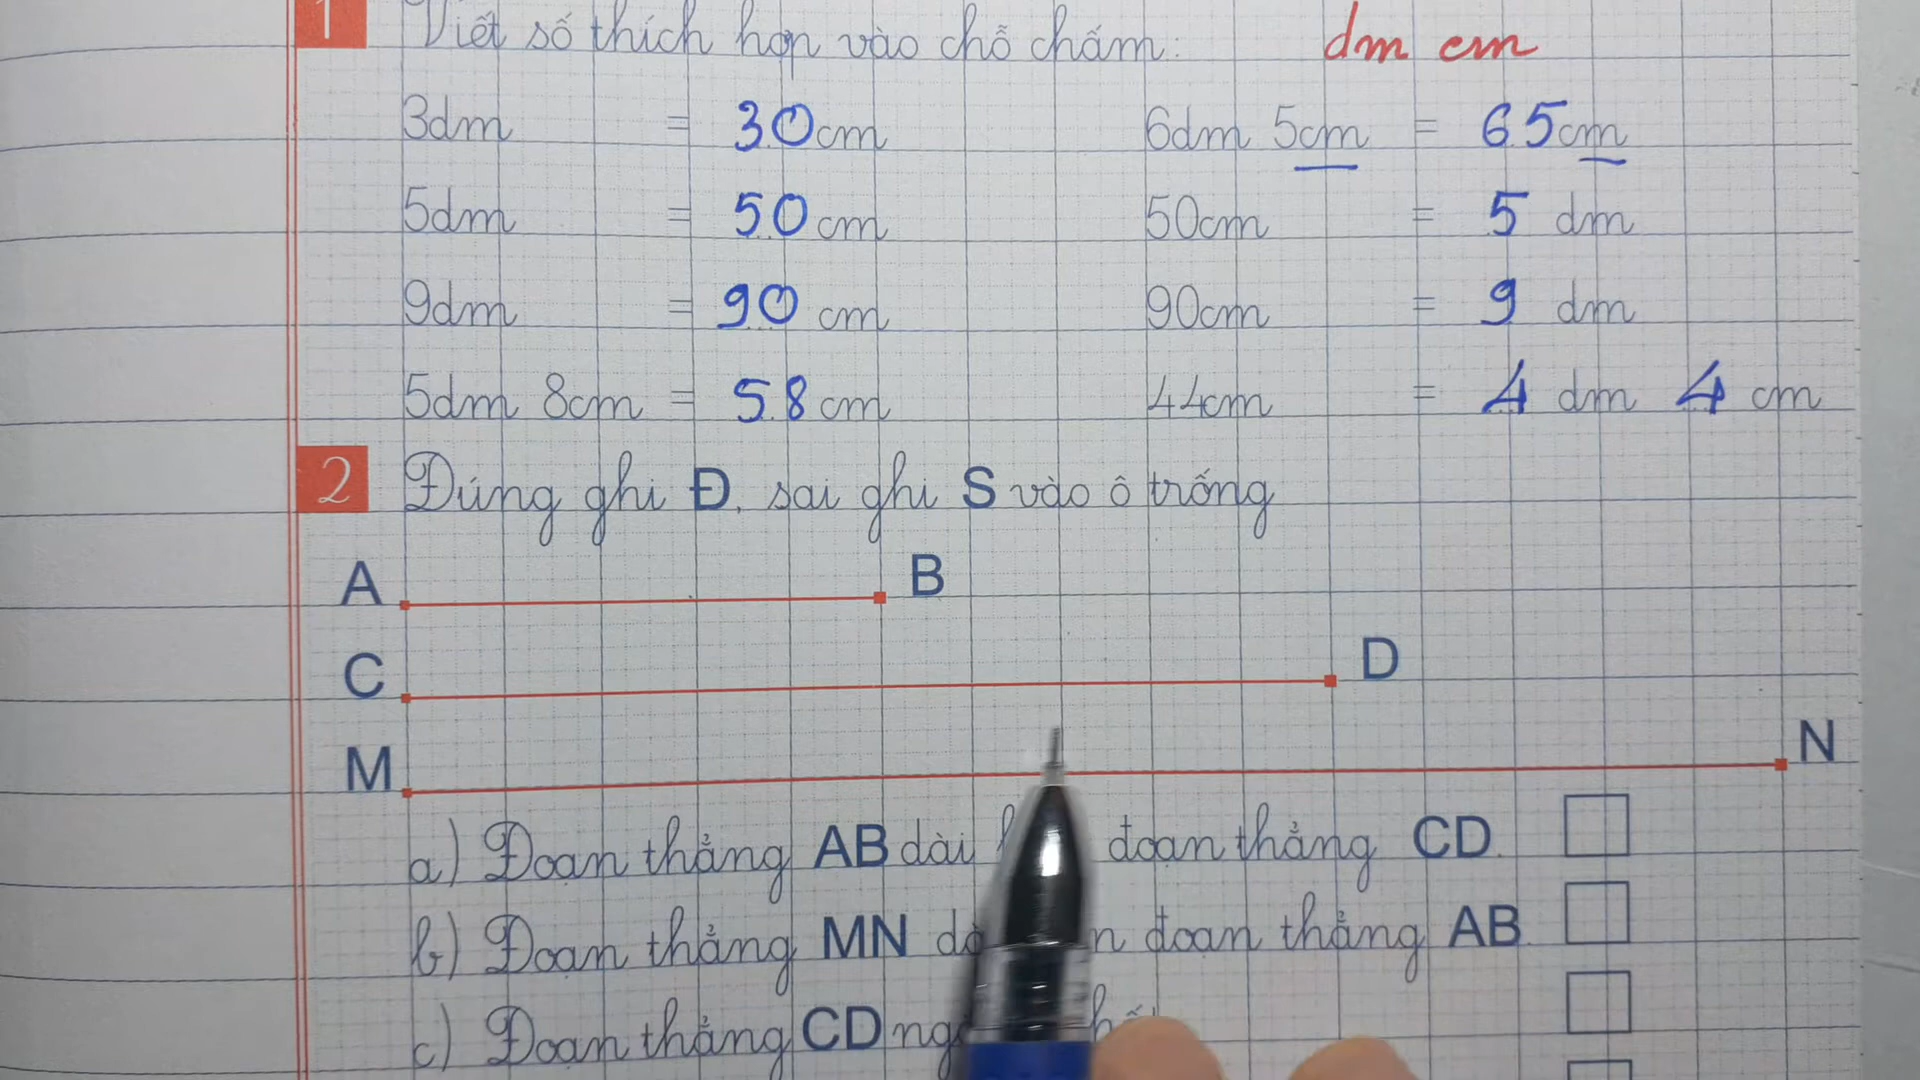 1 Viết số thích hợp vào chỗ chấm: dm cm
3dm = 30cm 6dm 5cm = 65cm
5dm = 50cm 50cm = 5 dm
9dm = 90 cm 90cm = 9 dm
5dm 8cm = 58cm 44cm = 4 dm 4 cm
2 Đúng ghi Đ, sai ghi S vào ô trống
A B
C D
M N
a) Đoạn thẳng AB dài đoạn thẳng CD.
b) Đoạn thẳng MN đoạn thẳng AB
c) Đoạn thẳng CD